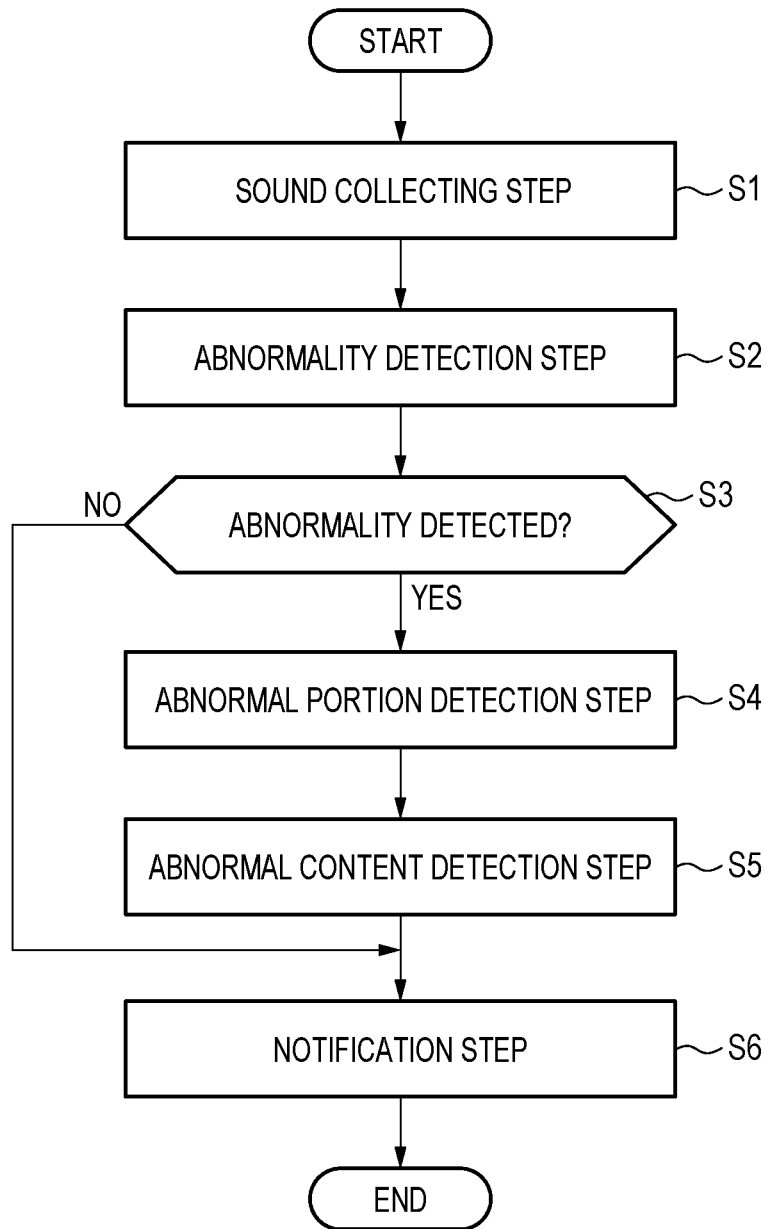 START
SOUND COLLECTING STEP
S1
ABNORMALITY DETECTION STEP
S2
ABNORMALITY DETECTED?
S3
NO
YES
ABNORMAL PORTION DETECTION STEP
S4
ABNORMAL CONTENT DETECTION STEP
S5
NOTIFICATION STEP
S6
END